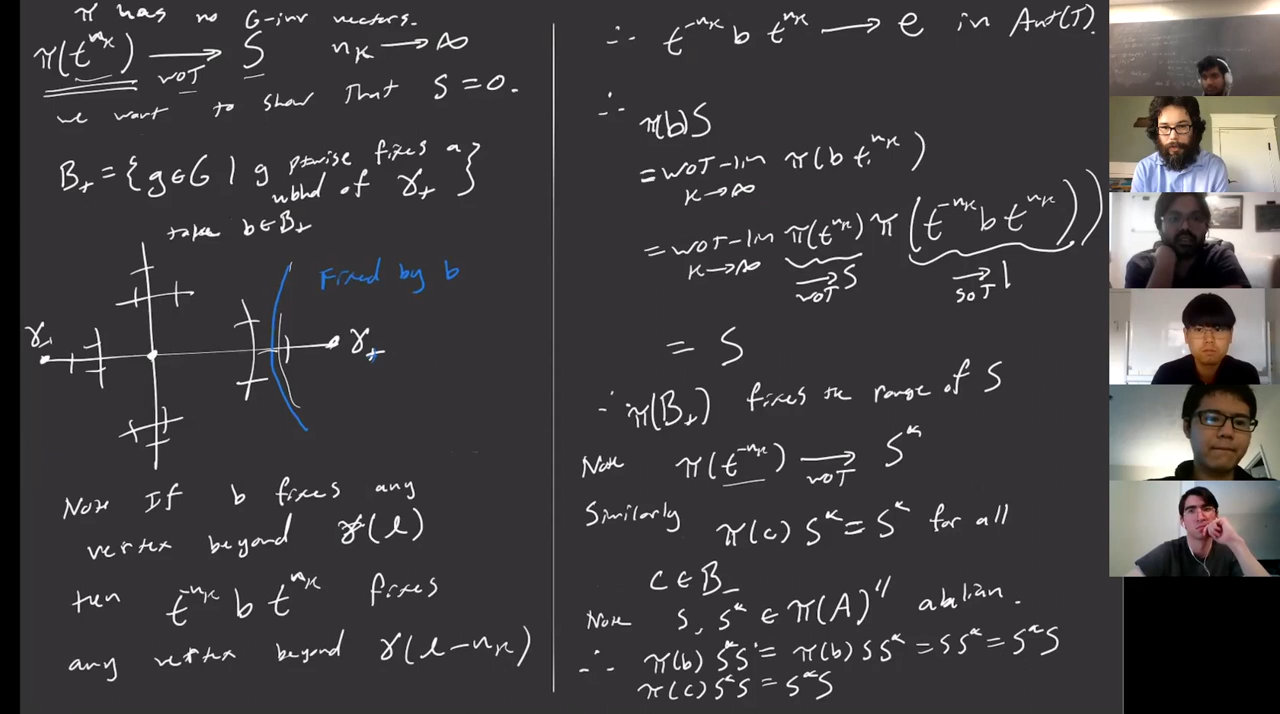 π has no G-inv vectors.
π(t^{n_k}) →_{WOT} S   n_k → ∞
we want to show that S = 0.
B_+ = {g ∈ G | g ptwise fixes a
nbhd of γ_+}
take b ∈ B_+
Fixed by b
γ_-
γ_+
Note If b fixes any
vertex beyond γ(l)
then t^{-n_k} b t^{n_k} fixes
any vertex beyond γ(l-n_k)
∴ t^{-n_k} b t^{n_k} → e in Aut(T).
∴ π(b)S
= WOT-lim_{k→∞} π(b t^{n_k})
= WOT-lim_{k→∞} π(t^{n_k}) π(t^{-n_k} b t^{n_k})
→_{WOT} S   →_{SOT} 1
= S
∴ π(B_+) fixes the range of S
Note π(t^{-n_k}) →_{WOT} S*
Similarly π(c) S* = S* for all
c ∈ B_-
Note S, S* ∈ π(A)'' abelian.
∴ π(b) S*S = π(b) SS* = SS* = S*S
π(c) S*S = S*S